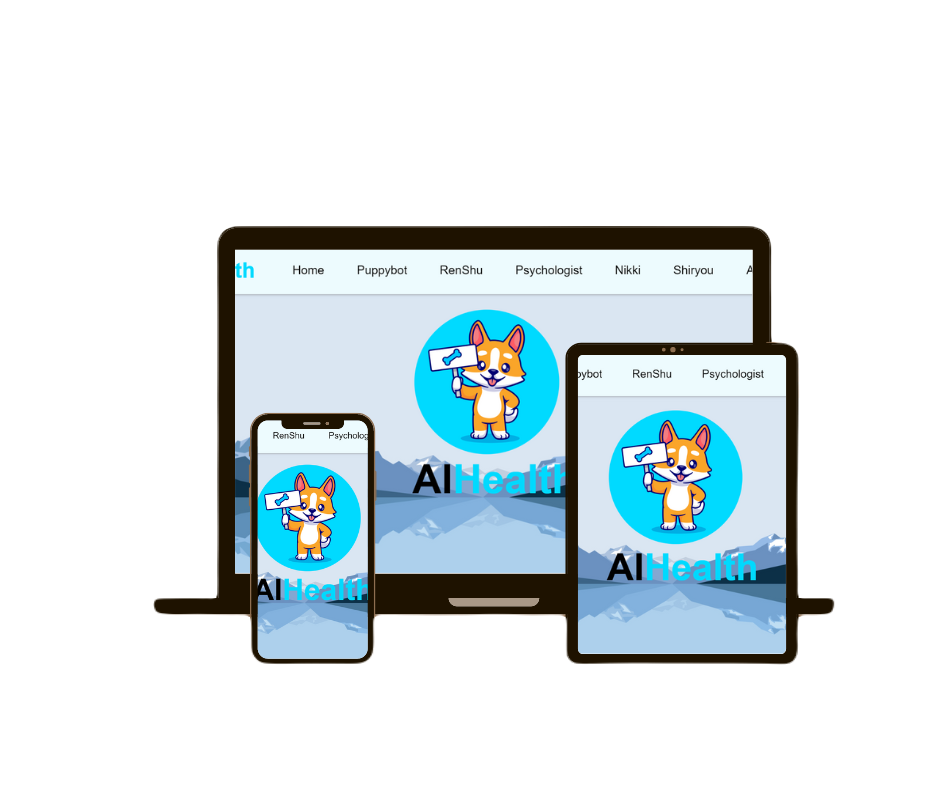 th Home Puppybot RenShu Psychologist Nikki Shiryou A
AIHealth
pybot RenShu Psychologist
AIHealth
RenShu Psycholog
AIHealth